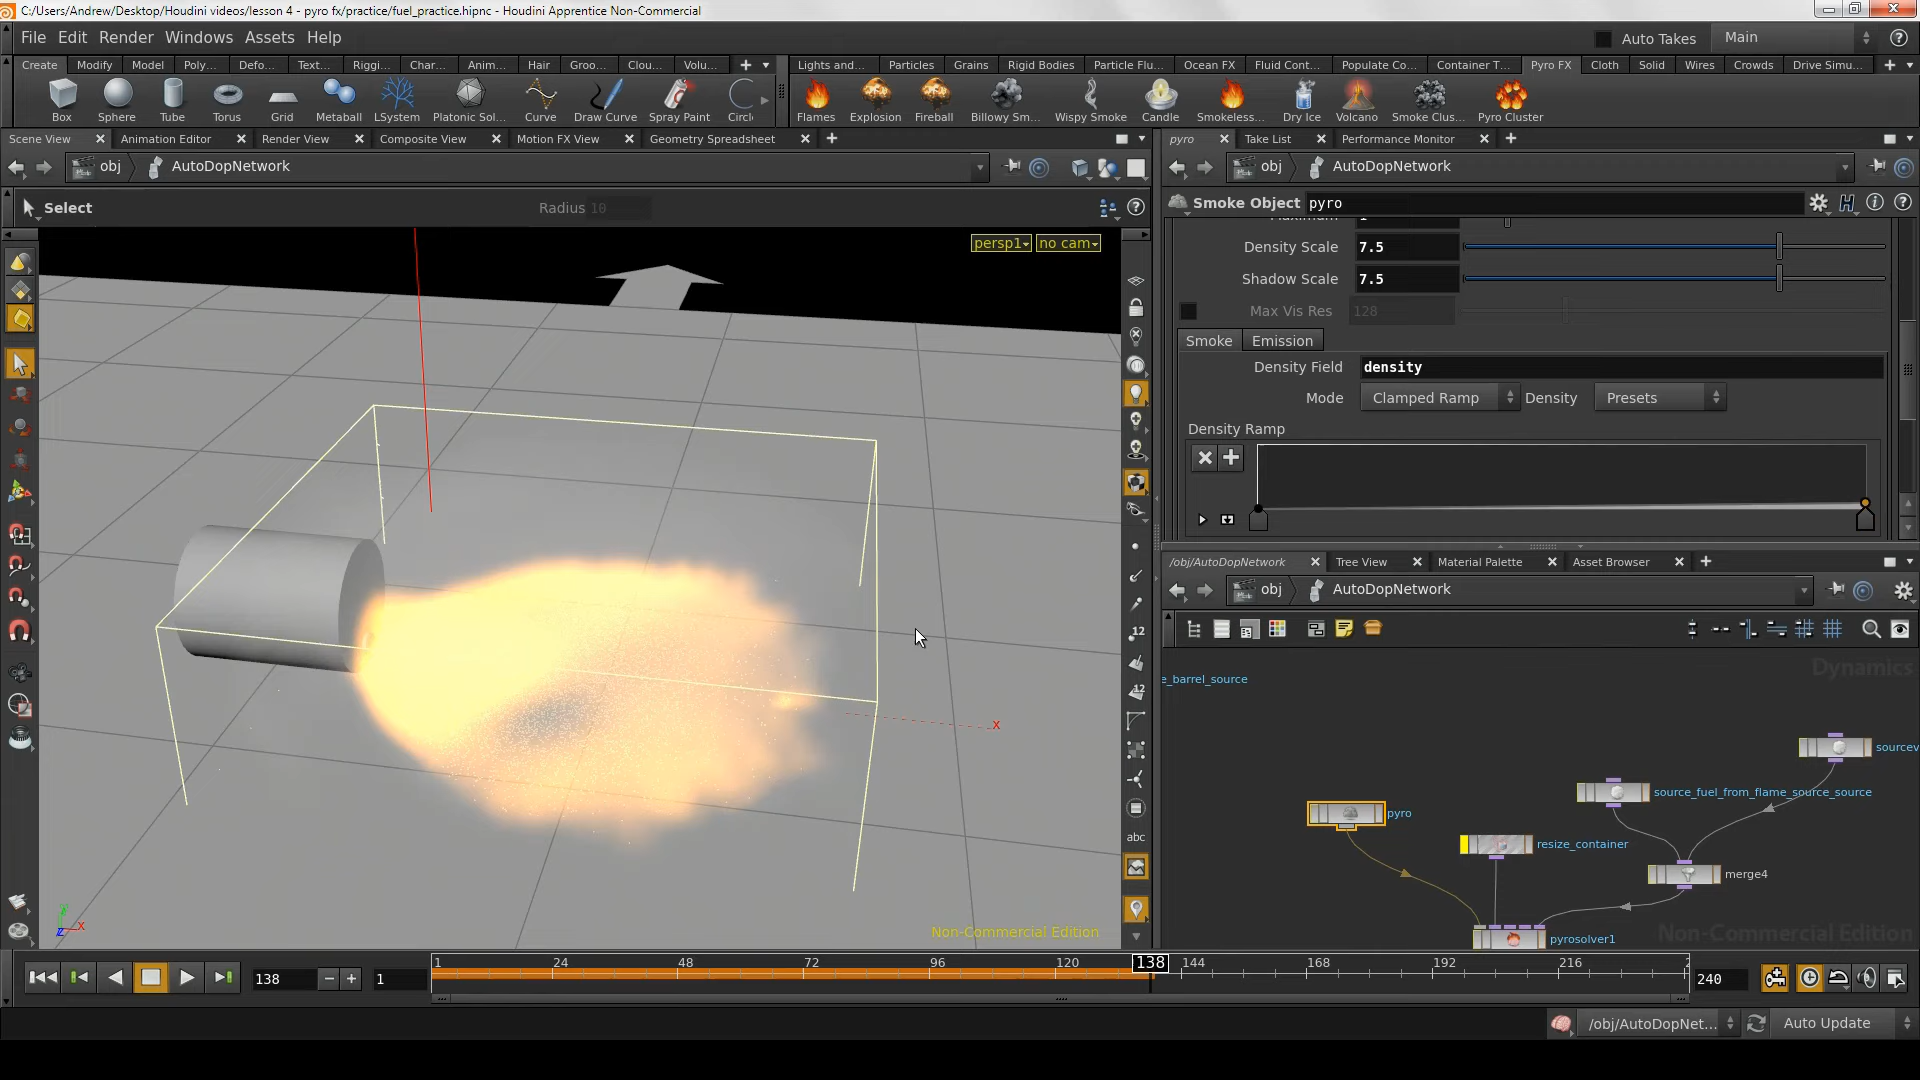 C:/Users/Andrew/Desktop/Houdini videos/lesson 4 - pyro fx/practice/fuel_practice.hipnc - Houdini Apprentice Non-Commercial
File Edit Render Windows Assets Help
Auto Takes Main
Create Modify Model Poly... Defo... Text... Riggi... Char... Anim... Hair Groo... Clou... Volu...
Lights and... Particles Grains Rigid Bodies Particle Flu... Ocean FX Fluid Cont... Populate Co... Container T... Pyro FX Cloth Solid Wires Crowds Drive Simu...
Box Sphere Tube Torus Grid Metaball LSystem Platonic Sol... Curve Draw Curve Spray Paint Circl
Flames Explosion Fireball Billowy Sm... Wispy Smoke Candle Smokeless... Dry Ice Volcano Smoke Clus... Pyro Cluster
Scene View Animation Editor Render View Composite View Motion FX View Geometry Spreadsheet
pyro Take List Performance Monitor
obj AutoDopNetwork
obj AutoDopNetwork
Select Radius 10
Smoke Object pyro
persp1 no cam
Density Scale 7.5
Shadow Scale 7.5
Max Vis Res 128
Smoke Emission
Density Field density
Mode Clamped Ramp Density Presets
Density Ramp
/obj/AutoDopNetwork Tree View Material Palette Asset Browser
obj AutoDopNetwork
12
12
abc
Dynamics
e_barrel_source
sourcev
source_fuel_from_flame_source_source
pyro
resize_container
merge4
pyrosolver1
Non-Commercial Edition
x
z x
Non-Commercial Edition
138 1
1 24 48 72 96 120 138 144 168 192 216 2
240
/obj/AutoDopNet... Auto Update